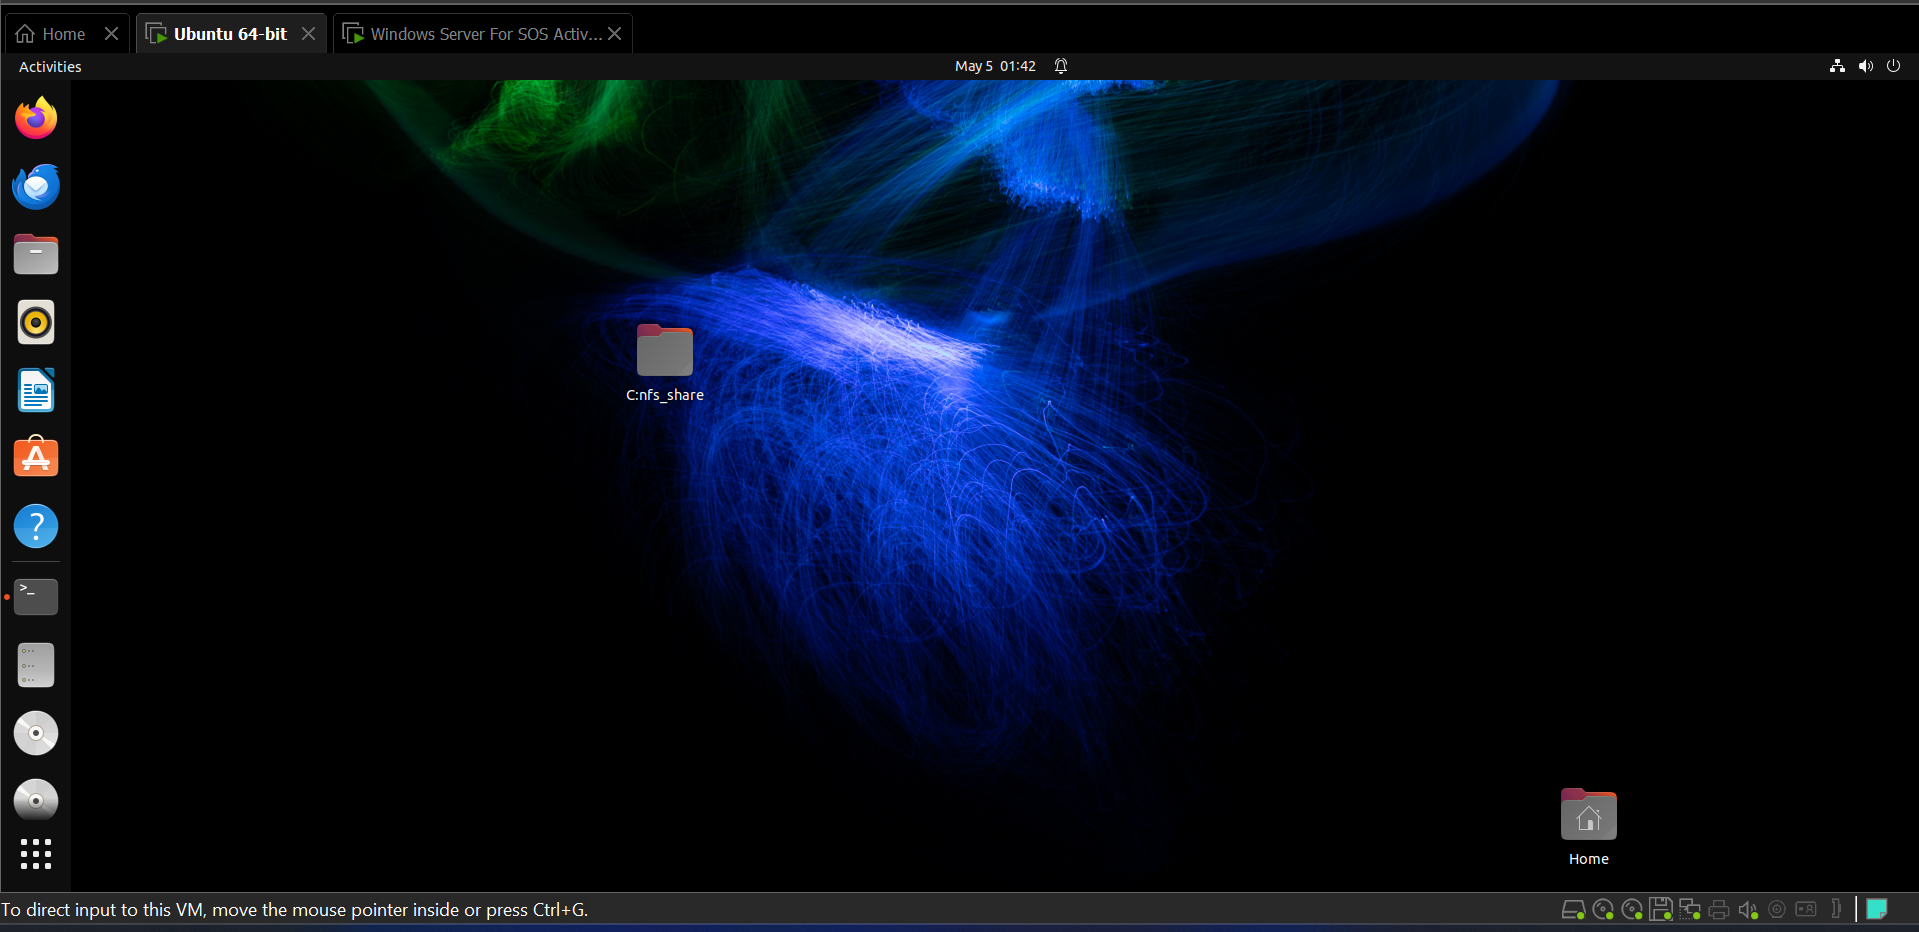 Home
Ubuntu 64-bit
Windows Server For SOS Activ...
Activities
May 5 01:42
C:nfs_share
Home
To direct input to this VM, move the mouse pointer inside or press Ctrl+G.